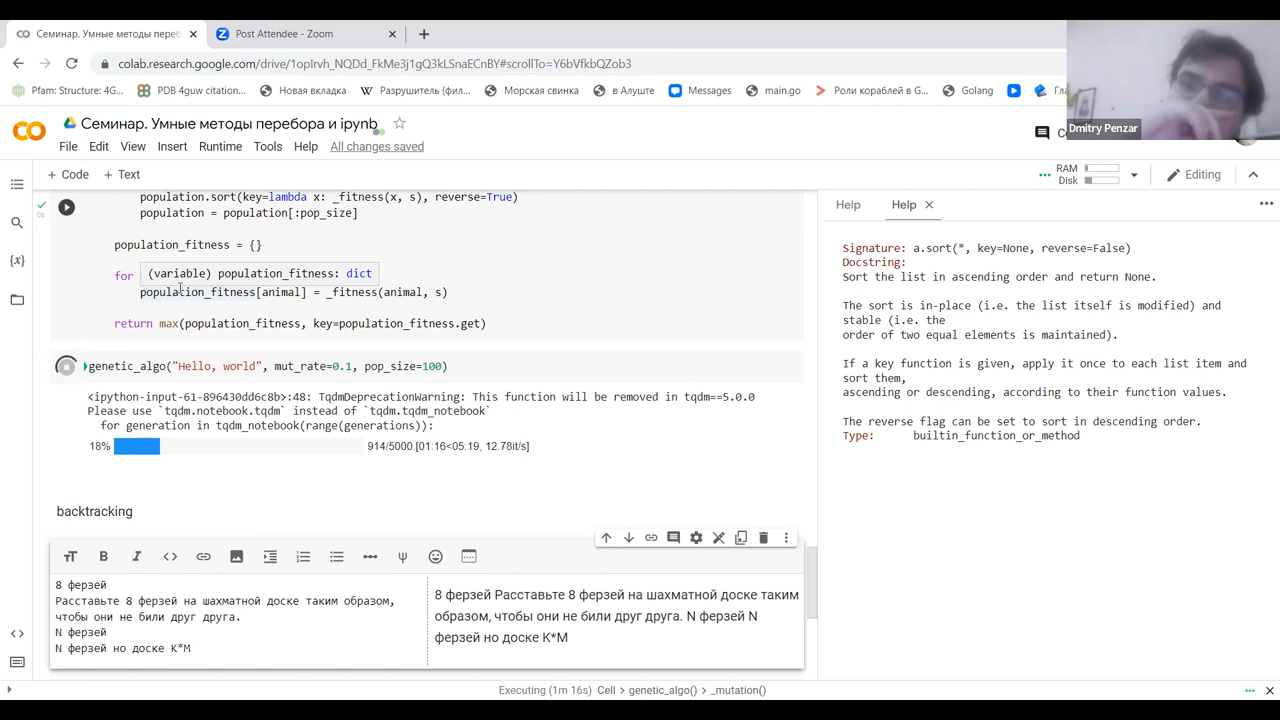 Семинар. Умные методы переб
Post Attendee - Zoom
colab.research.google.com/drive/1opIrvh_NQDd_FkMe3j1gQ3kLSnaECnBY#scrollTo=Y6bVfkbQZob3
Pfam: Structure: 4G...
PDB 4guw citation...
Новая вкладка
Разрушитель (фил...
Морская свинка
в Алуште
Messages
main.go
Роли кораблей в G...
Golang
Dmitry Penzar
Семинар. Умные методы перебора и ipynb
File Edit View Insert Runtime Tools Help All changes saved
+ Code + Text
RAM
Disk
Editing
population.sort(key=lambda x: _fitness(x, s), reverse=True)
population = population[:pop_size]
population_fitness = {}
for
(variable) population_fitness: dict
population_fitness[animal] = _fitness(animal, s)
return max(population_fitness, key=population_fitness.get)
genetic_algo("Hello, world", mut_rate=0.1, pop_size=100)
<ipython-input-61-896430dd6c8b>:48: TqdmDeprecationWarning: This function will be removed in tqdm==5.0.0
Please use `tqdm.notebook.tqdm` instead of `tqdm.tqdm_notebook`
for generation in tqdm_notebook(range(generations)):
18% 914/5000 [01:16<05:19, 12.78it/s]
backtracking
8 ферзей
Расставьте 8 ферзей на шахматной доске таким образом,
чтобы они не били друг друга.
N ферзей
N ферзей но доске K*M
8 ферзей Расставьте 8 ферзей на шахматной доске таким
образом, чтобы они не били друг друга. N ферзей N
ферзей но доске K*M
Help Help
Signature: a.sort(*, key=None, reverse=False)
Docstring:
Sort the list in ascending order and return None.
The sort is in-place (i.e. the list itself is modified) and
stable (i.e. the
order of two equal elements is maintained).
If a key function is given, apply it once to each list item and
sort them,
ascending or descending, according to their function values.
The reverse flag can be set to sort in descending order.
Type: builtin_function_or_method
Executing (1m 16s) Cell > genetic_algo() > _mutation()